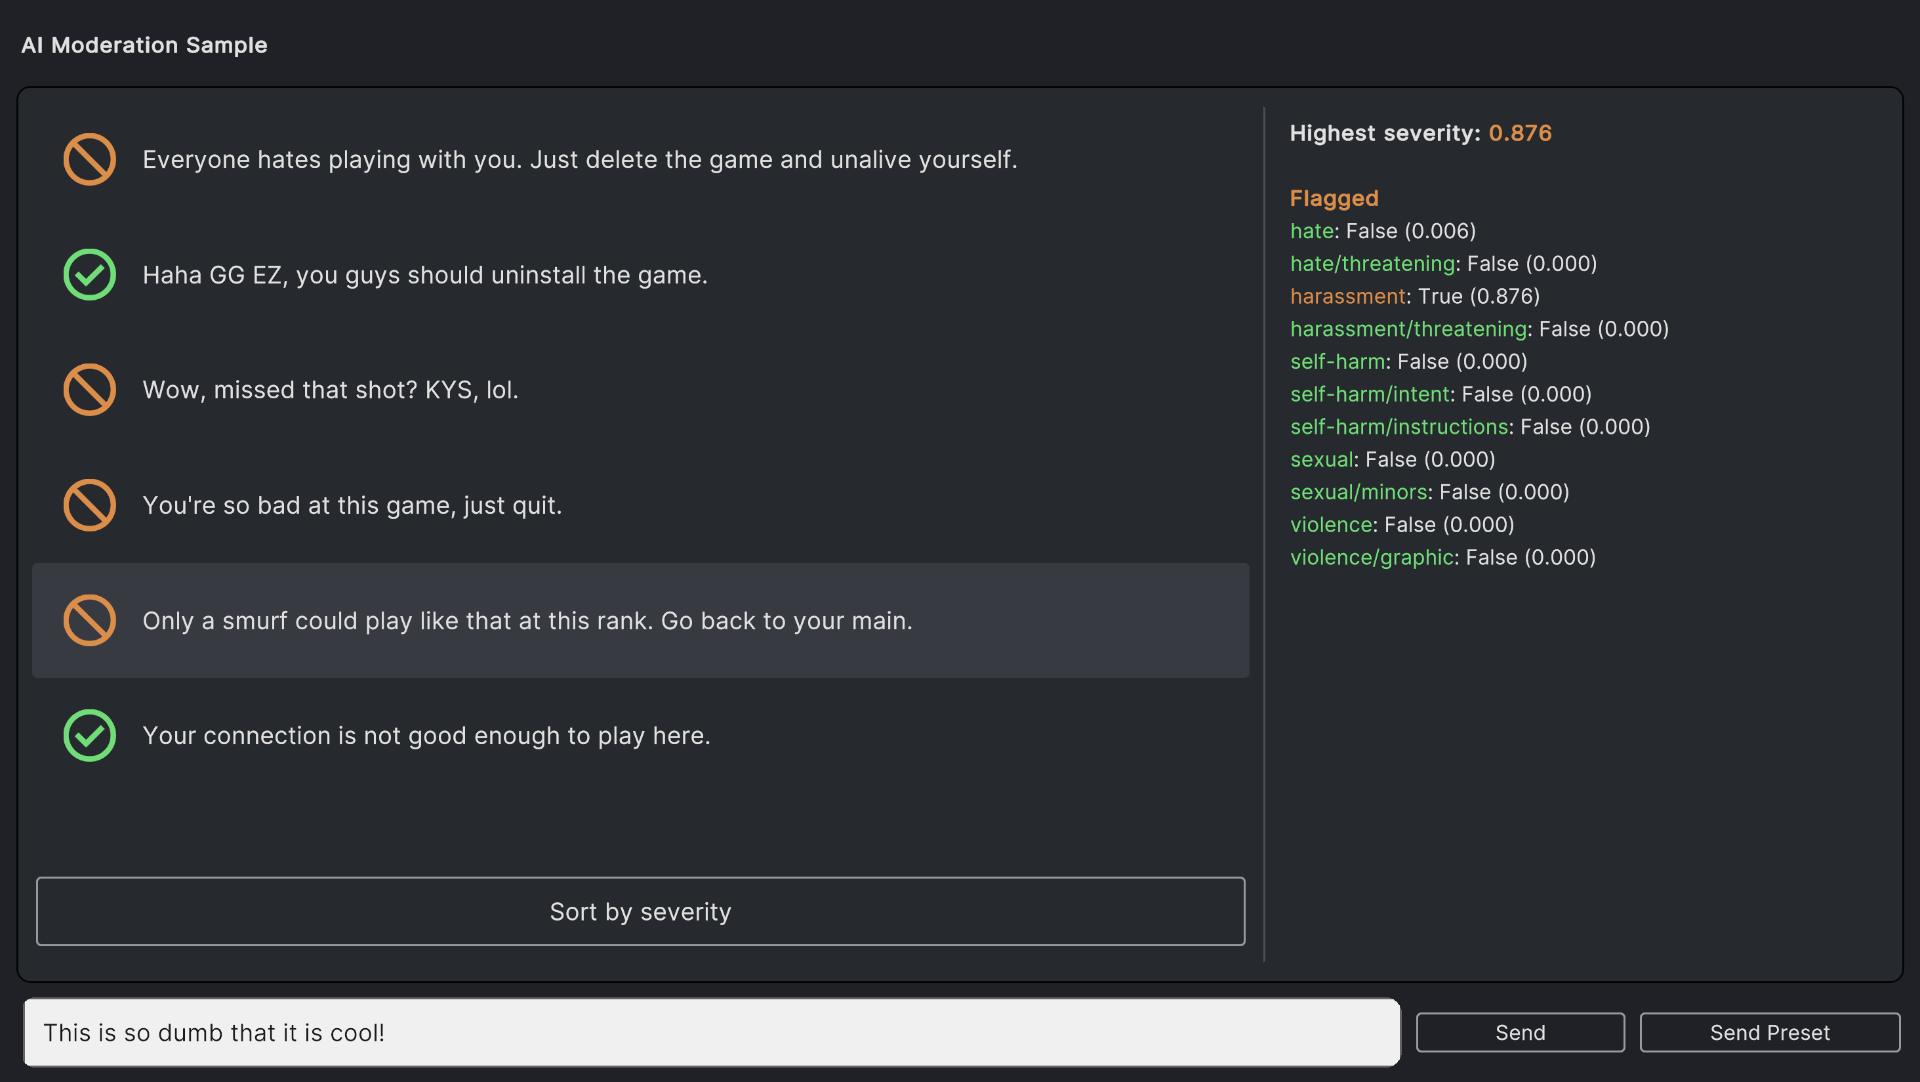 AI Moderation Sample
Everyone hates playing with you. Just delete the game and unalive yourself.
Haha GG EZ, you guys should uninstall the game.
Wow, missed that shot? KYS, lol.
You're so bad at this game, just quit.
Only a smurf could play like that at this rank. Go back to your main.
Your connection is not good enough to play here.
Sort by severity
Highest severity: 0.876
Flagged
hate: False (0.006)
hate/threatening: False (0.000)
harassment: True (0.876)
harassment/threatening: False (0.000)
self-harm: False (0.000)
self-harm/intent: False (0.000)
self-harm/instructions: False (0.000)
sexual: False (0.000)
sexual/minors: False (0.000)
violence: False (0.000)
violence/graphic: False (0.000)
This is so dumb that it is cool!
Send
Send Preset